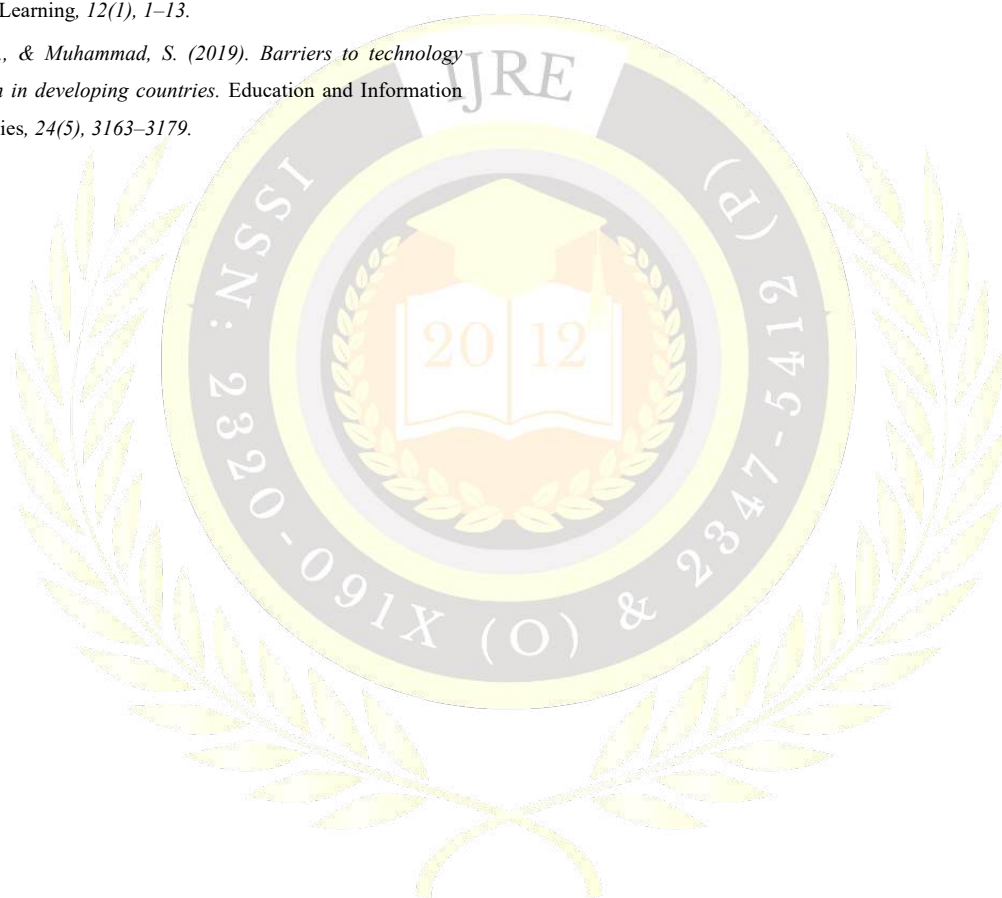 Learning, 12(1), 1–13.
., & Muhammad, S. (2019). Barriers to technology
n in developing countries. Education and Information
ies, 24(5), 3163–3179.
IJRE
ISSN: 2320-091X (O) & 2347-5412 (P)
20 12